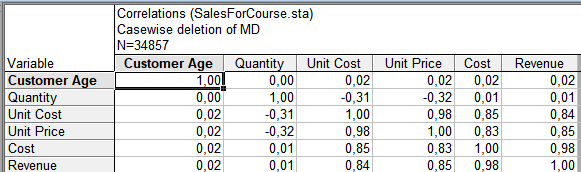 Correlations (SalesForCourse.sta)
Casewise deletion of MD
N=34857
Variable Customer Age Quantity Unit Cost Unit Price Cost Revenue
Customer Age 1,00 0,00 0,02 0,02 0,02 0,02
Quantity 0,00 1,00 -0,31 -0,32 0,01 0,01
Unit Cost 0,02 -0,31 1,00 0,98 0,85 0,84
Unit Price 0,02 -0,32 0,98 1,00 0,83 0,85
Cost 0,02 0,01 0,85 0,83 1,00 0,98
Revenue 0,02 0,01 0,84 0,85 0,98 1,00